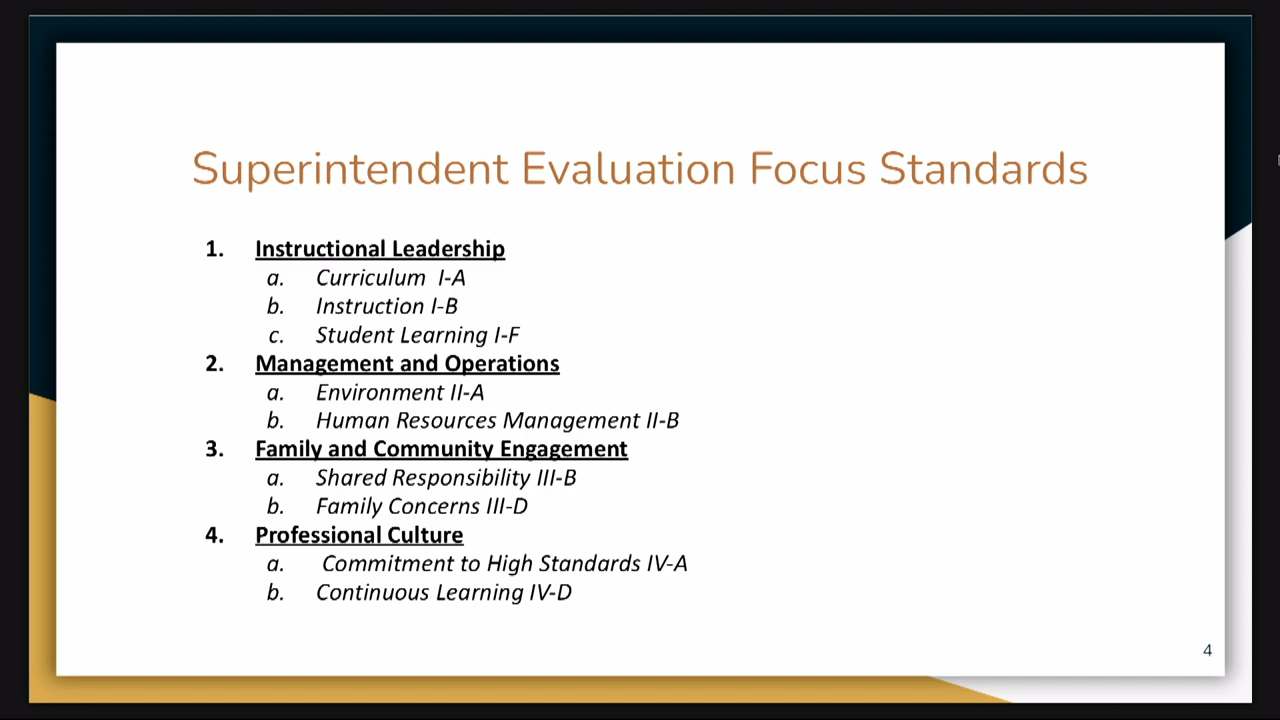 Superintendent Evaluation Focus Standards
1. Instructional Leadership
a. Curriculum I-A
b. Instruction I-B
c. Student Learning I-F
2. Management and Operations
a. Environment II-A
b. Human Resources Management II-B
3. Family and Community Engagement
a. Shared Responsibility III-B
b. Family Concerns III-D
4. Professional Culture
a. Commitment to High Standards IV-A
b. Continuous Learning IV-D
4